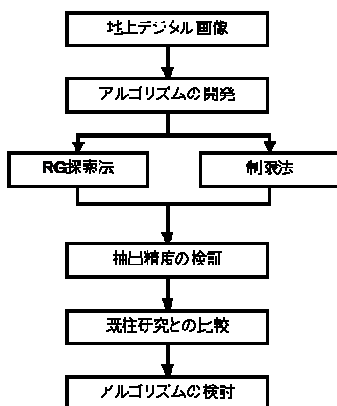 地上デジタル画像
アルゴリズムの開発
RG探索法
制限法
抽出精度の検証
既往研究との比較
アルゴリズムの検討